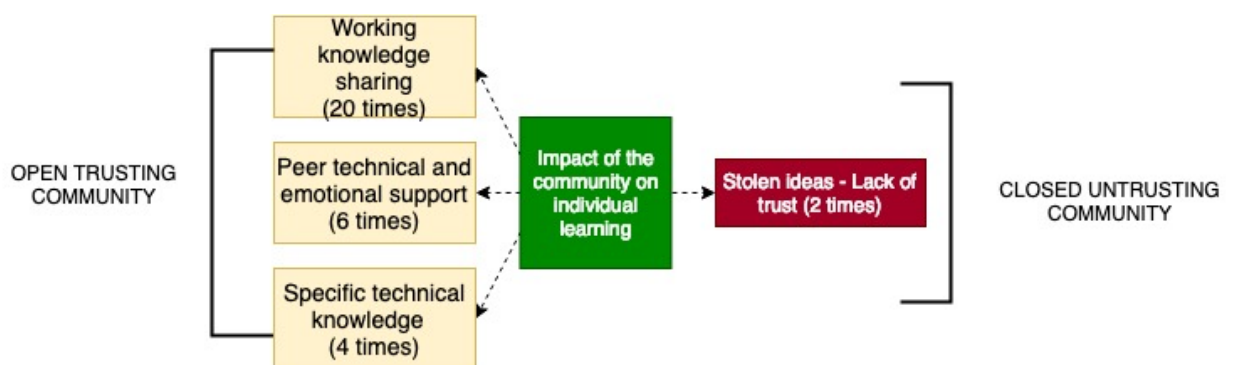 OPEN TRUSTING
COMMUNITY
Working
knowledge
sharing
(20 times)
Peer technical and
emotional support
(6 times)
Specific technical
knowledge
(4 times)
Impact of the
community on
individual
learning
Stolen ideas - Lack of
trust (2 times)
CLOSED UNTRUSTING
COMMUNITY